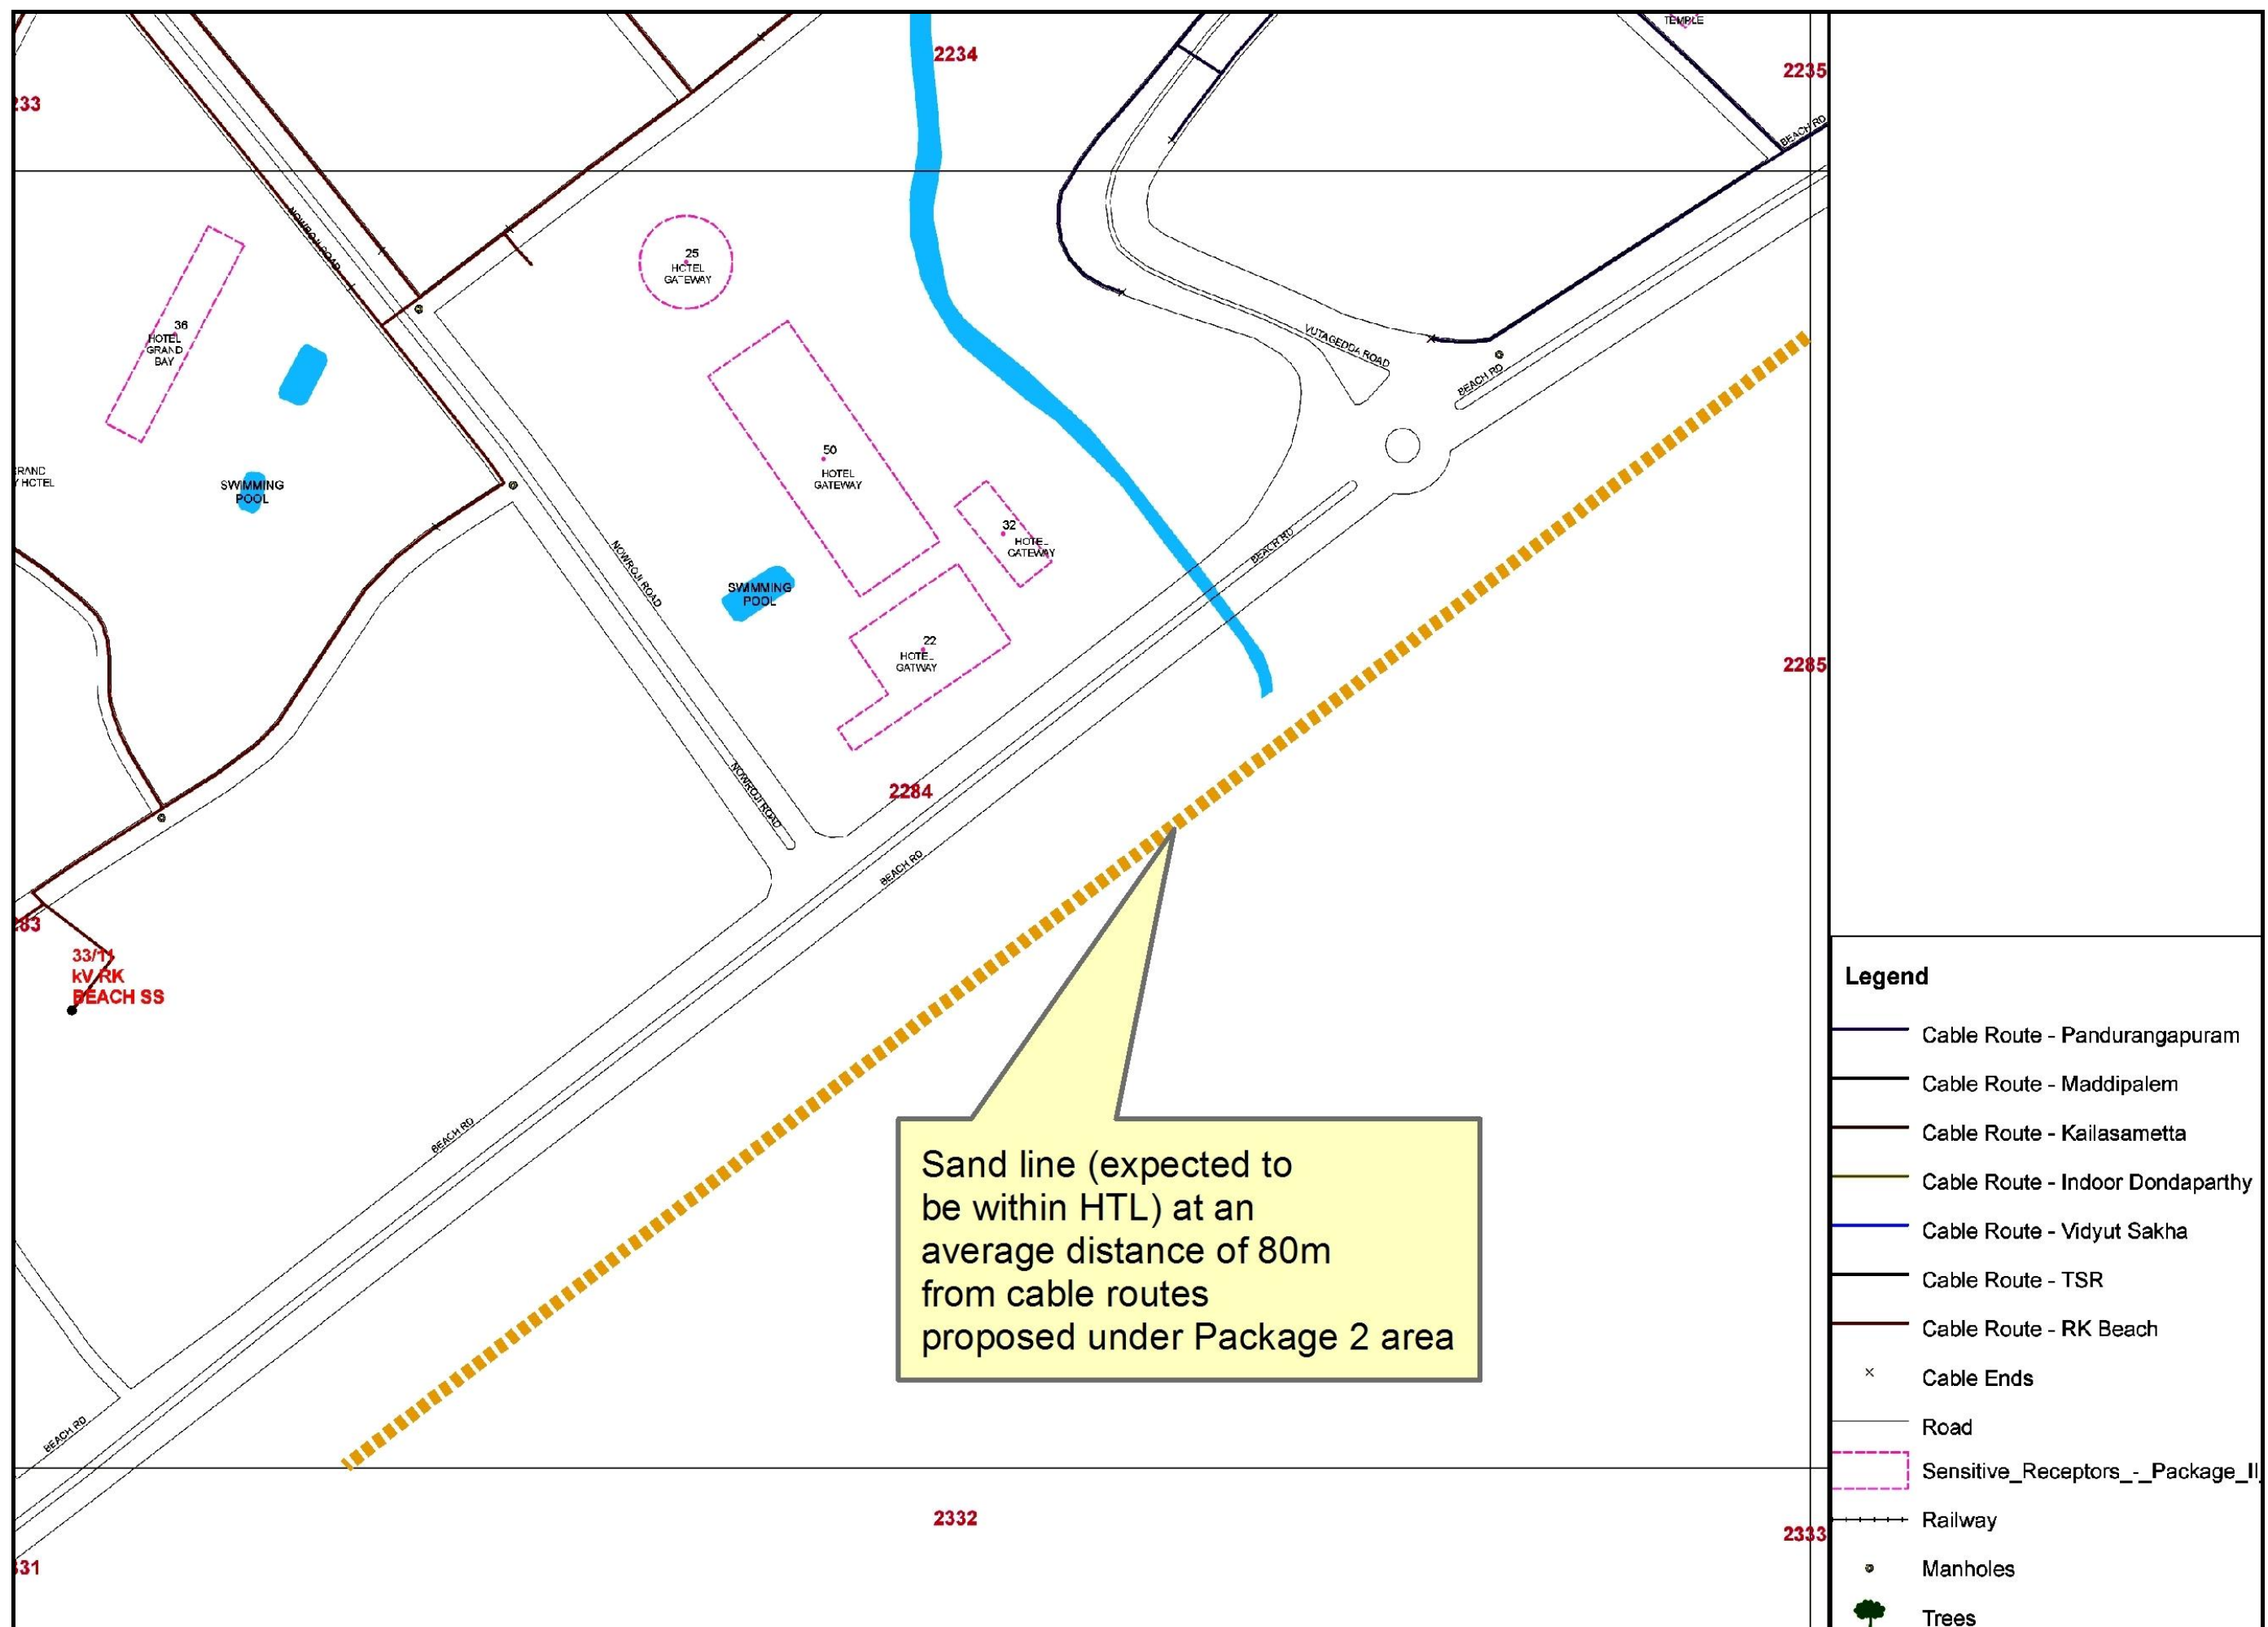 TEMPLE
2234
2235
233
BEACH RD
NOWROJI ROAD
25
HOTEL
GATEWAY
36
HOTEL
GRAND
BAY
VUTAGEDDA ROAD
BEACH RD
50
HOTEL
GATEWAY
GRAND
Y HOTEL
SWIMMING
POOL
32
HOTEL
GATEWAY
BEACH RD
NOWROJI ROAD
SWIMMING
POOL
22
HOTEL
GATWAY
2285
2284
NOWROJI ROAD
BEACH RD
283
33/11
kV RK
BEACH SS
BEACH RD
Sand line (expected to
be within HTL) at an
average distance of 80m
from cable routes
proposed under Package 2 area
BEACH RD
2332
2333
331
Legend
Cable Route - Pandurangapuram
Cable Route - Maddipalem
Cable Route - Kailasametta
Cable Route - Indoor Dondaparthy
Cable Route - Vidyut Sakha
Cable Route - TSR
Cable Route - RK Beach
Cable Ends
Road
Sensitive_Receptors_-_Package_II_
Railway
Manholes
Trees